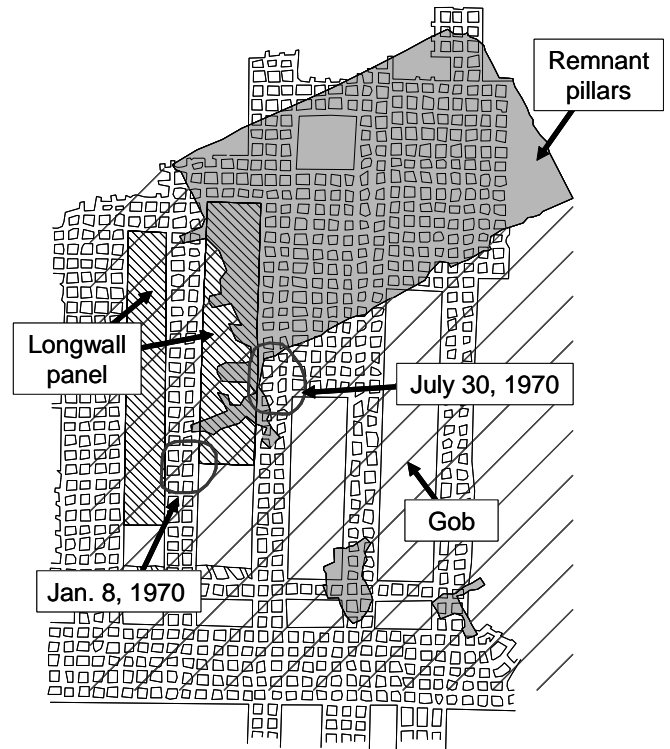 Remnant
pillars
Longwall
panel
July 30, 1970
Gob
Jan. 8, 1970